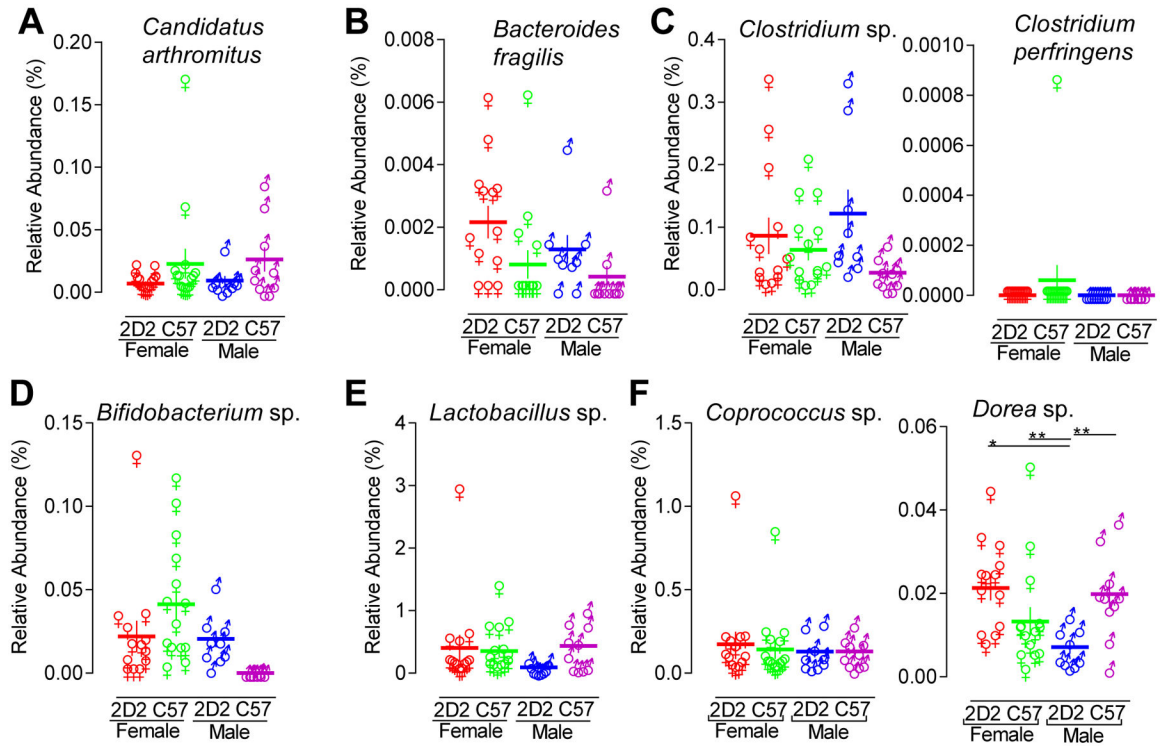 A
Candidatus
arthromitus
Relative Abundance (%)
0.20
0.15
0.10
0.05
0.00
2D2 C57 2D2 C57
Female Male
B
Bacteroides
fragilis
Relative Abundance (%)
0.008
0.006
0.004
0.002
0.000
2D2 C57 2D2 C57
Female Male
C
Clostridium sp.
Relative Abundance (%)
0.4
0.3
0.2
0.1
0.0
2D2 C57 2D2 C57
Female Male
Clostridium
perfringens
0.0010
0.0008
0.0006
0.0004
0.0002
0.0000
2D2 C57 2D2 C57
Female Male
D
Bifidobacterium sp.
Relative Abundance (%)
0.15
0.10
0.05
0.00
2D2 C57 2D2 C57
Female Male
E
Lactobacillus sp.
Relative Abundance (%)
4
3
2
1
0
2D2 C57 2D2 C57
Female Male
F
Coprococcus sp.
Relative Abundance (%)
1.5
1.0
0.5
0.0
2D2 C57 2D2 C57
Female Male
Dorea sp.
0.06
0.04
0.02
0.00
* ** **
2D2 C57 2D2 C57
Female Male